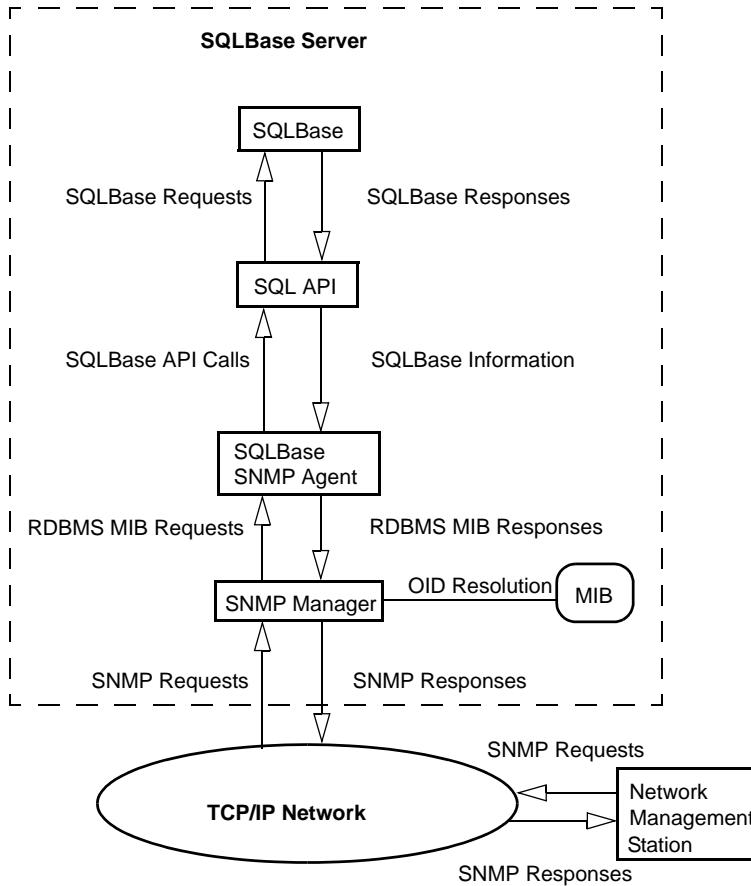 SQLBase Server
SQLBase
SQLBase Requests
SQLBase Responses
SQL API
SQLBase API Calls
SQLBase Information
SQLBase
SNMP Agent
RDBMS MIB Requests
RDBMS MIB Responses
SNMP Manager
OID Resolution
MIB
SNMP Requests
SNMP Responses
SNMP Requests
TCP/IP Network
Network
Management
Station
SNMP Responses